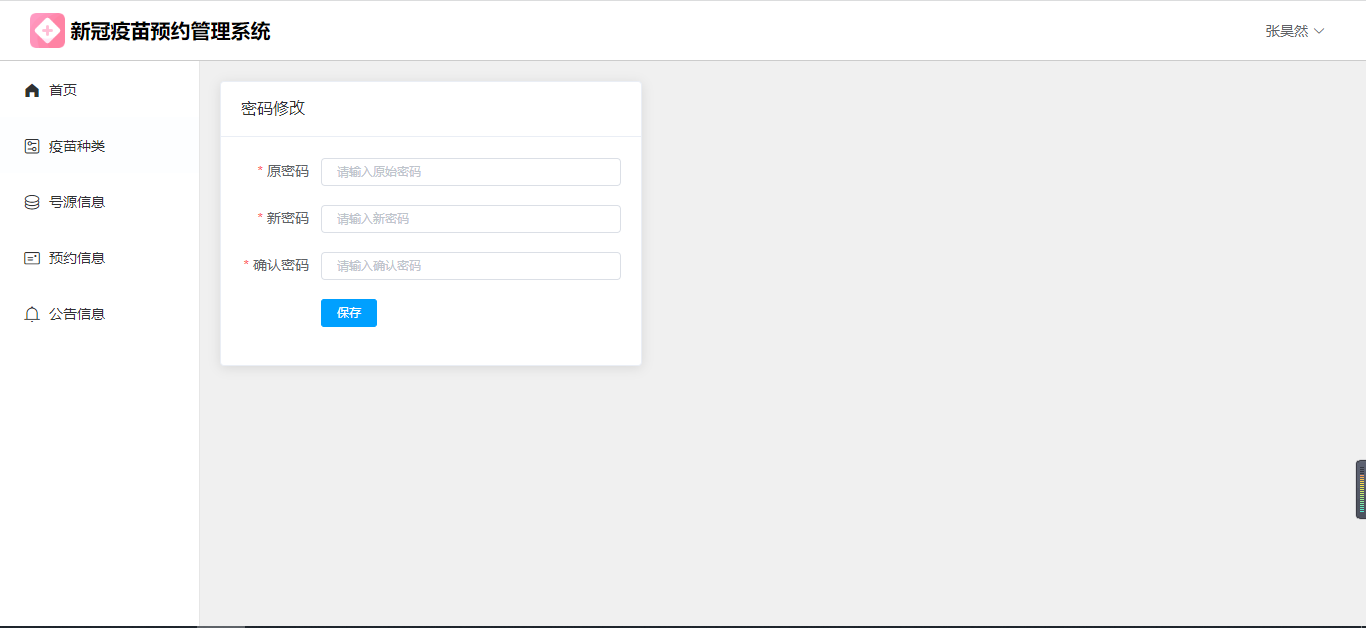 新冠疫苗预约管理系统
张昊然
首页
疫苗种类
号源信息
预约信息
公告信息
密码修改
* 原密码 请输入原始密码
* 新密码 请输入新密码
* 确认密码 请输入确认密码
保存